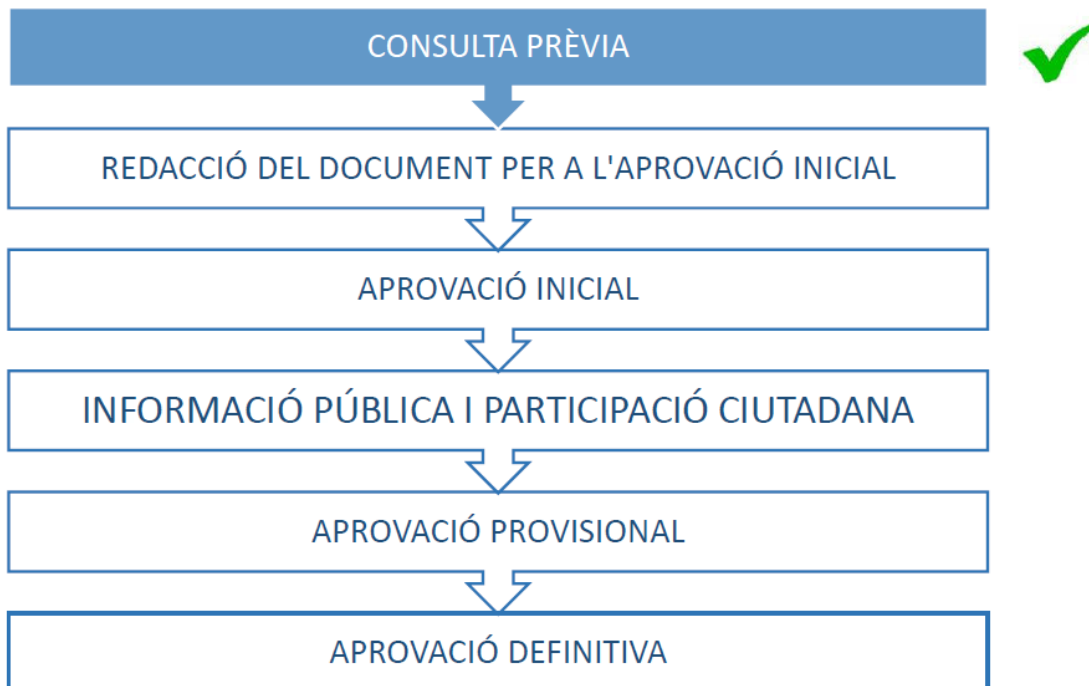 CONSULTA PRÈVIA
REDACCIÓ DEL DOCUMENT PER A L'APROVACIÓ INICIAL
APROVACIÓ INICIAL
INFORMACIÓ PÚBLICA I PARTICIPACIÓ CIUTADANA
APROVACIÓ PROVISIONAL
APROVACIÓ DEFINITIVA